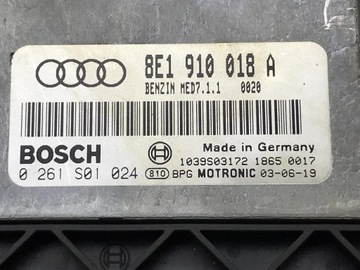 8E1 910 018 A
BENZIN MED7.1.1 0020
BOSCH
Made in Germany
1039S03172 1865 0017
0 261 S01 024 810 BPG MOTRONIC 03-06-19